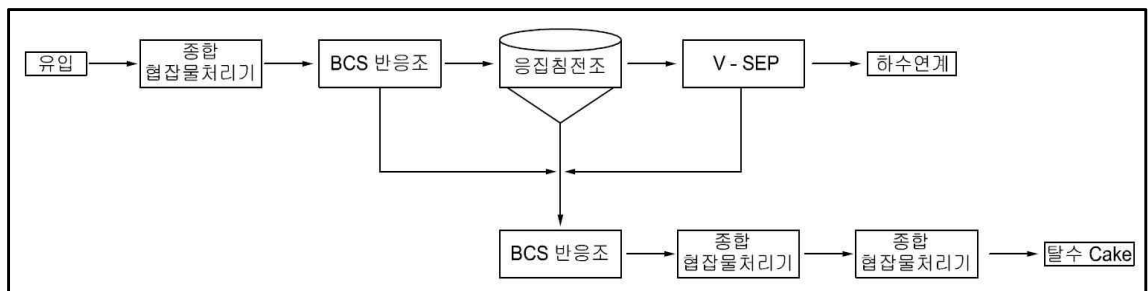 유입
종합
협잡물처리기
BCS 반응조
응집침전조
V - SEP
하수연계
BCS 반응조
종합
협잡물처리기
종합
협잡물처리기
탈수 Cake